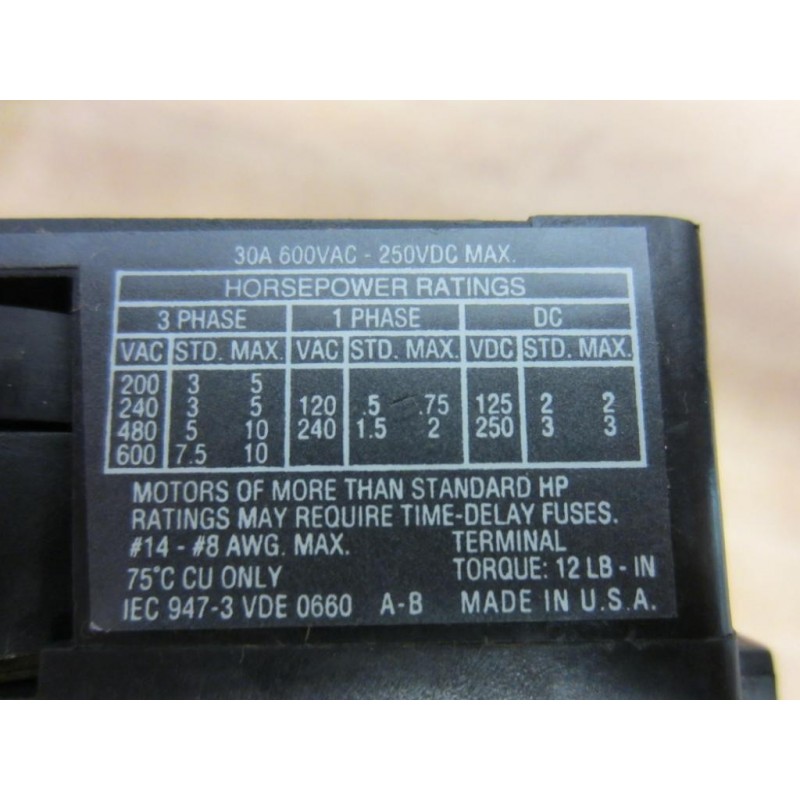 30A 600VAC - 250VDC MAX.
HORSEPOWER RATINGS
3 PHASE 1 PHASE DC
VAC STD. MAX. VAC STD. MAX. VDC STD. MAX.
200 3 5
240 3 5 120 .5 .75 125 2 2
480 5 10 240 1.5 2 250 3 3
600 7.5 10
MOTORS OF MORE THAN STANDARD HP
RATINGS MAY REQUIRE TIME-DELAY FUSES.
#14 - #8 AWG. MAX. TERMINAL
75°C CU ONLY TORQUE: 12 LB - IN
IEC 947-3 VDE 0660 A-B MADE IN U.S.A.